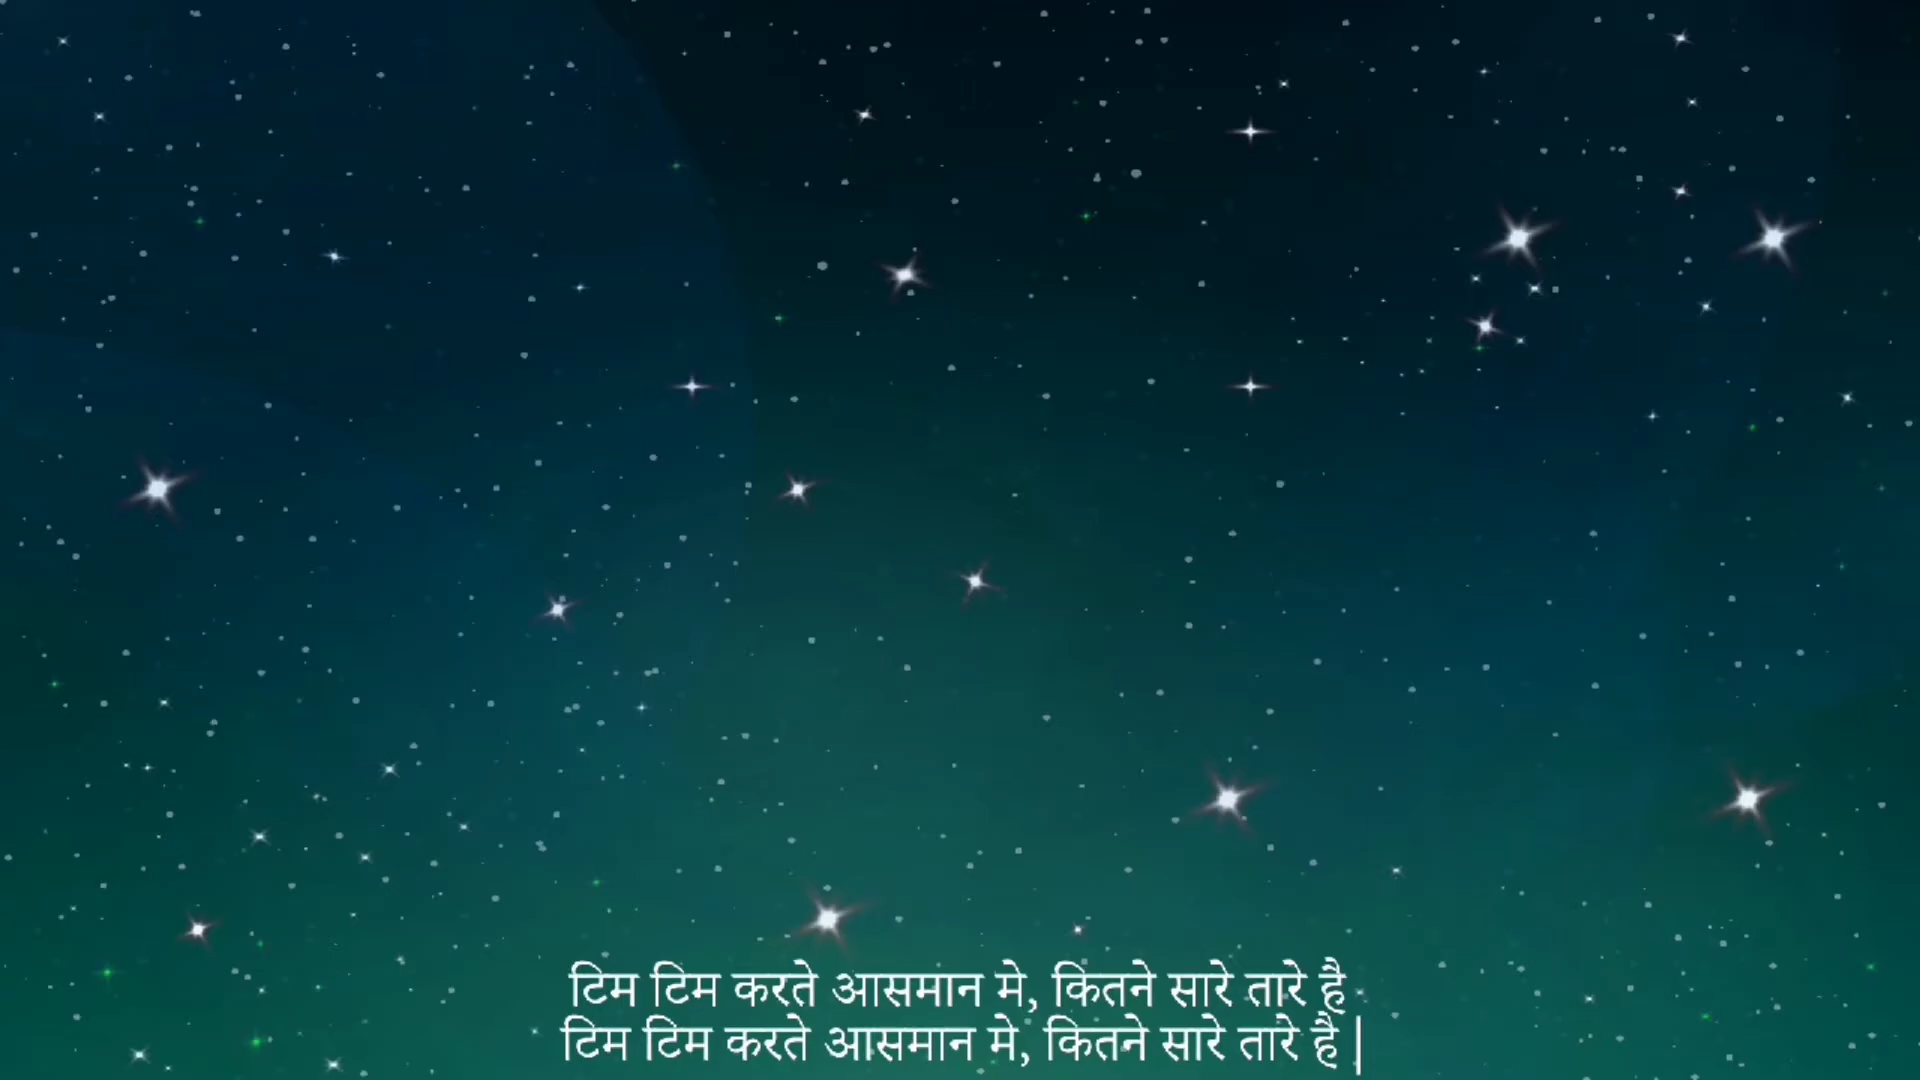 टिम टिम करते आसमान मे, कितने सारे तारे है
टिम टिम करते आसमान मे, कितने सारे तारे है |